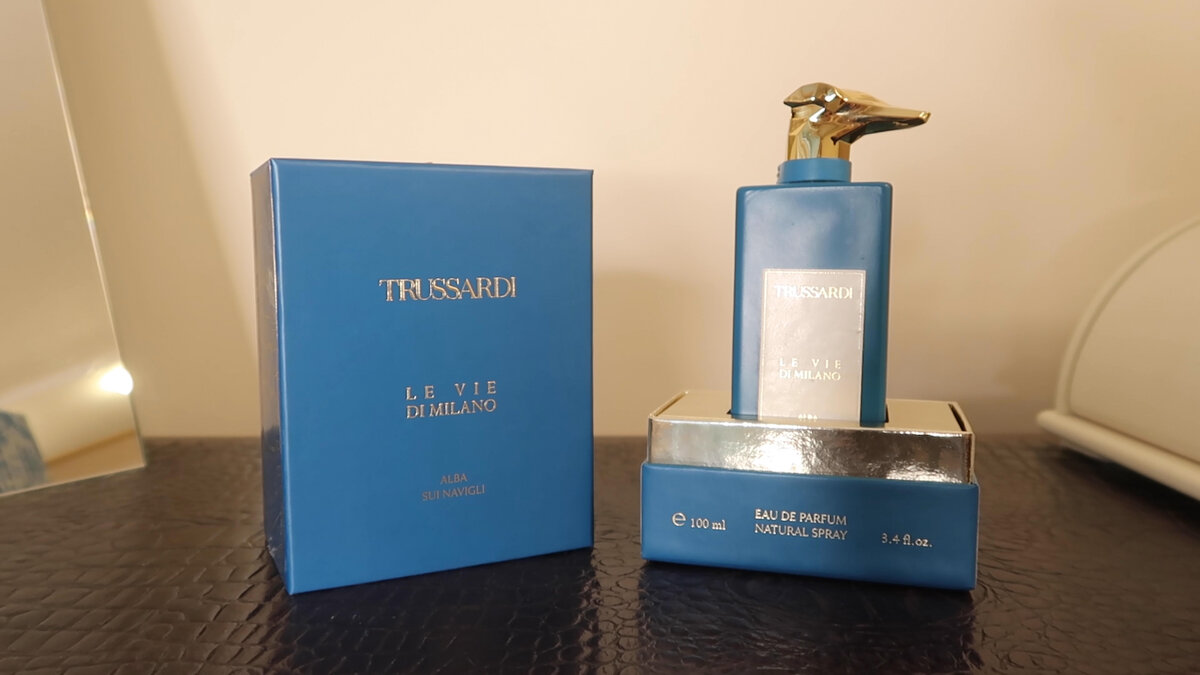 TRUSSARDI
LE VIE
DI MILANO
ALBA
SUI NAVIGLI
TRUSSARDI
LE VIE
DI MILANO
ALBA
℮ 100 ml
EAU DE PARFUM
NATURAL SPRAY
3.4 fl.oz.